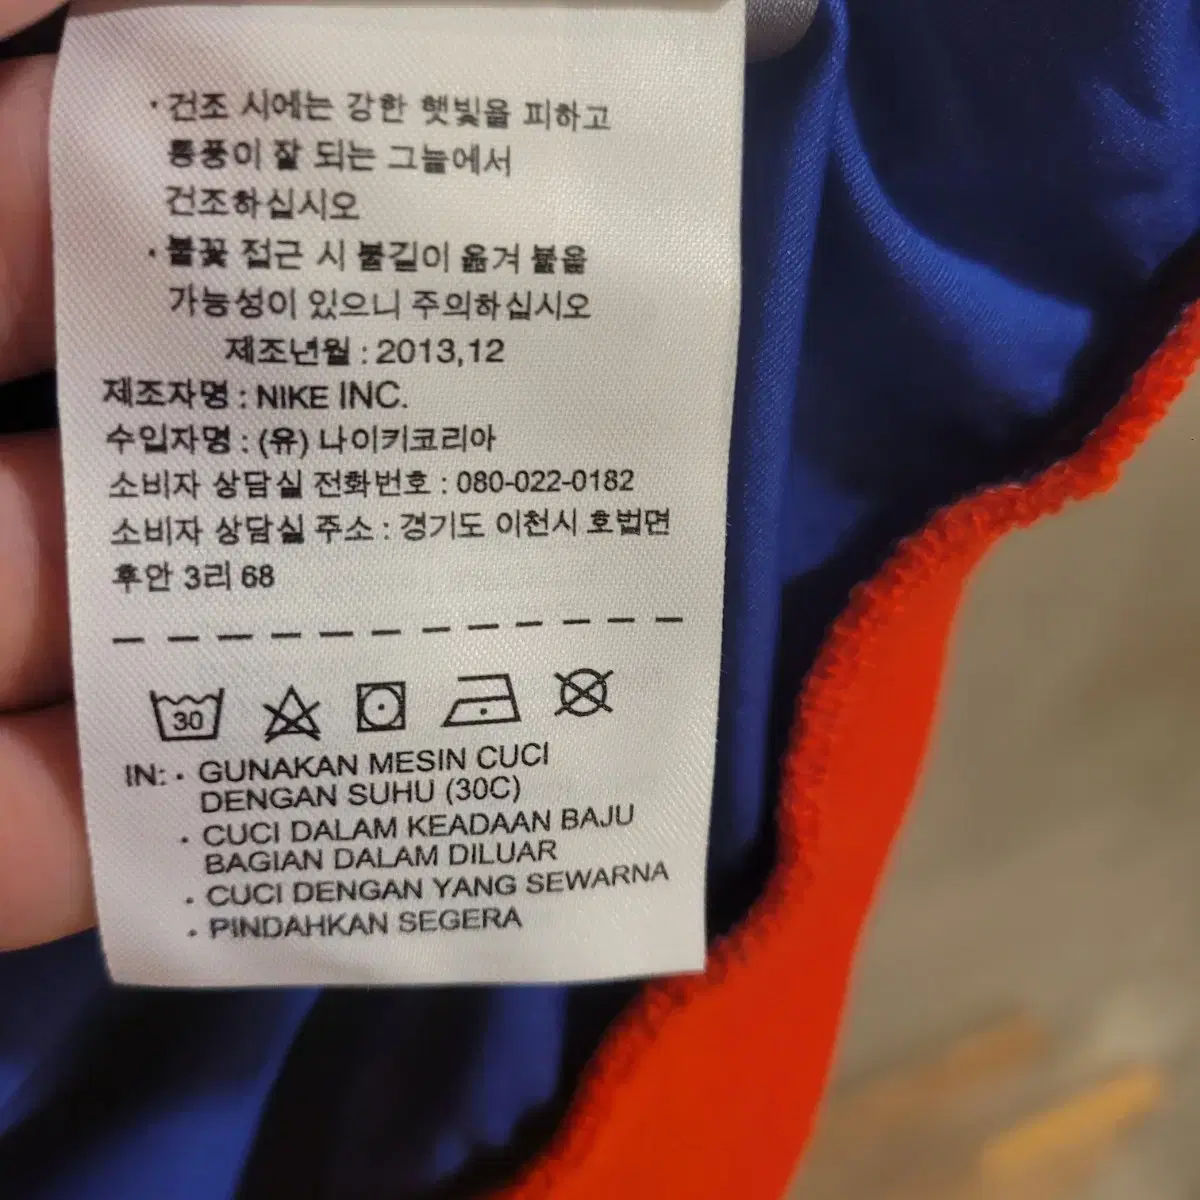 · 건조 시에는 강한 햇빛을 피하고
통풍이 잘 되는 그늘에서
건조하십시오
· 불꽃 접근 시 불길이 옮겨 붙을
가능성이 있으니 주의하십시오
제조년월 : 2013,12
제조자명 : NIKE INC.
수입자명 : (유) 나이키코리아
소비자 상담실 전화번호 : 080-022-0182
소비자 상담실 주소 : 경기도 이천시 호법면
후안 3리 68
30
IN: · GUNAKAN MESIN CUCI
DENGAN SUHU (30C)
· CUCI DALAM KEADAAN BAJU
BAGIAN DALAM DILUAR
· CUCI DENGAN YANG SEWARNA
· PINDAHKAN SEGERA